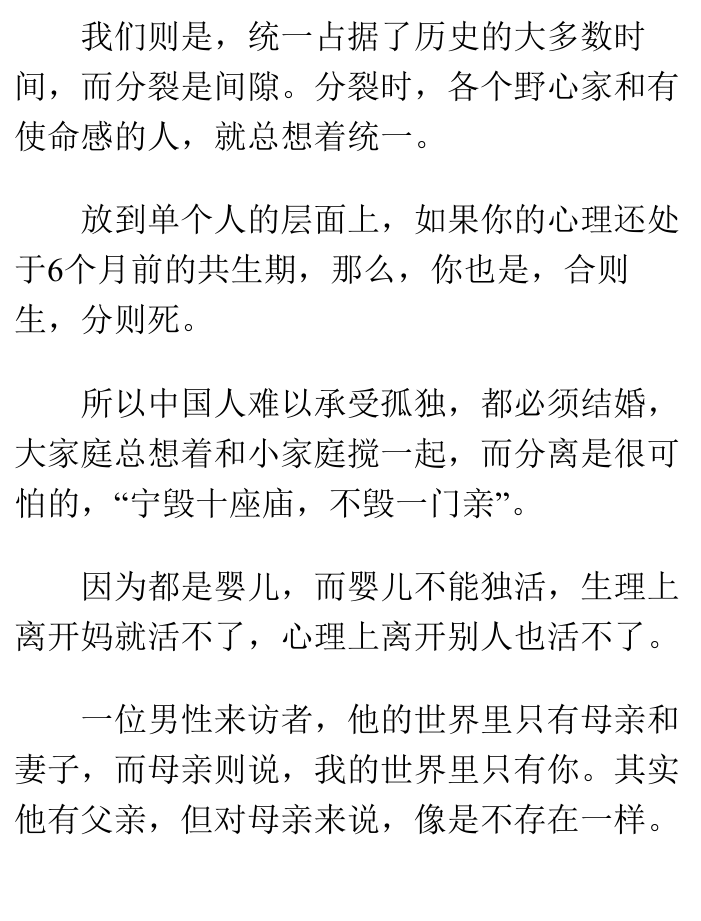 我们则是，统一占据了历史的大多数时
间，而分裂是间隙。分裂时，各个野心家和有
使命感的人，就总想着统一。
放到单个人的层面上，如果你的心理还处
于6个月前的共生期，那么，你也是，合则
生，分则死。
所以中国人难以承受孤独，都必须结婚，
大家庭总想着和小家庭搅一起，而分离是很可
怕的，“宁毁十座庙，不毁一门亲”。
因为都是婴儿，而婴儿不能独活，生理上
离开妈就活不了，心理上离开别人也活不了。
一位男性来访者，他的世界里只有母亲和
妻子，而母亲则说，我的世界里只有你。其实
他有父亲，但对母亲来说，像是不存在一样。